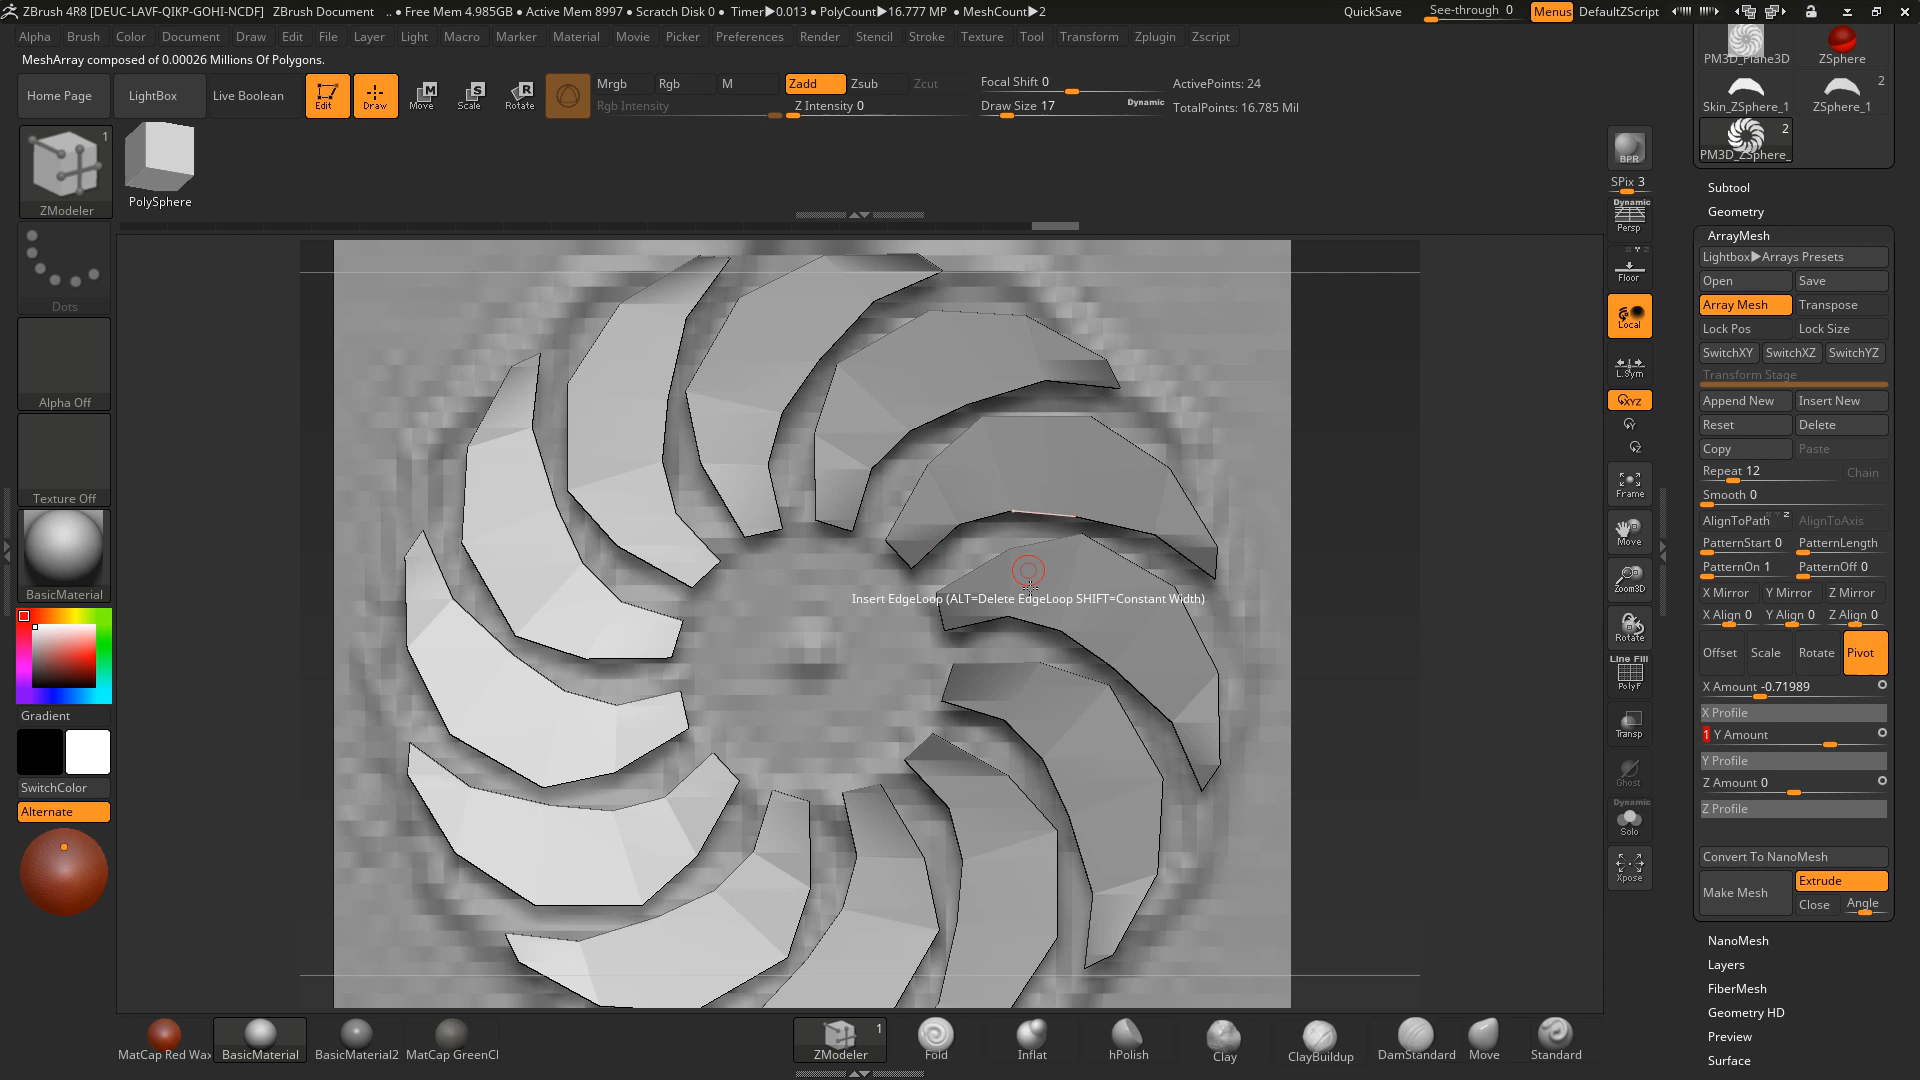 ZBrush 4R8 [DEUC-LAVF-QIKP-GOHI-NCDF] ZBrush Document .. • Free Mem 4.985GB • Active Mem 8997 • Scratch Disk 0 • Timer▶0.013 • PolyCount▶16.777 MP • MeshCount▶2 QuickSave See-through 0 Menus DefaultZScript
Alpha Brush Color Document Draw Edit File Layer Light Macro Marker Material Movie Picker Preferences Render Stencil Stroke Texture Tool Transform Zplugin Zscript
MeshArray composed of 0.00026 Millions Of Polygons.
Home Page LightBox Live Boolean Edit Draw Move Scale Rotate
Mrgb Rgb M Zadd Zsub Zcut Focal Shift 0 ActivePoints: 24
Rgb Intensity Z Intensity 0 Draw Size 17 Dynamic TotalPoints: 16.785 Mil
1
ZModeler
PolySphere
Dots
Alpha Off
Texture Off
BasicMaterial
Gradient
SwitchColor
Alternate
Insert EdgeLoop (ALT=Delete EdgeLoop SHIFT=Constant Width)
BPR
SPix 3
Dynamic
Persp
Floor
Local
L.Sym
XYZ
Frame
Move
Zoom3D
Rotate
Line Fill
PolyF
Transp
Ghost
Dynamic
Solo
Xpose
PM3D_Plane3D ZSphere
2
Skin_ZSphere_1 ZSphere_1
2
PM3D_ZSphere_
Subtool
Geometry
ArrayMesh
Lightbox▶Arrays Presets
Open Save
Array Mesh Transpose
Lock Pos Lock Size
SwitchXY SwitchXZ SwitchYZ
Transform Stage
Append New Insert New
Reset Delete
Copy Paste
Repeat 12 Chain
Smooth 0
AlignToPath AlignToAxis
PatternStart 0 PatternLength
PatternOn 1 PatternOff 0
X Mirror Y Mirror Z Mirror
X Align 0 Y Align 0 Z Align 0
Offset Scale Rotate Pivot
X Amount -0.71989
X Profile
1 Y Amount
Y Profile
Z Amount 0
Z Profile
Convert To NanoMesh
Make Mesh Extrude
Close Angle
NanoMesh
Layers
FiberMesh
Geometry HD
Preview
Surface
MatCap Red Wax BasicMaterial BasicMaterial2 MatCap GreenCl
1
ZModeler Fold Inflat hPolish Clay ClayBuildup DamStandard Move Standard